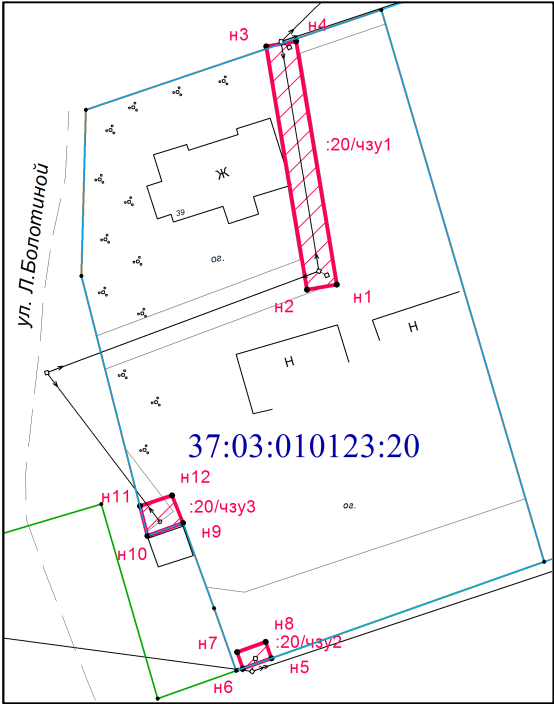 н3
н4
:20/чзу1
Ж
39
ог.
ул. Л.Болотиной
н2
н1
Н
Н
37:03:010123:20
н12
н11
:20/чзу3
н9
н10
ог.
н8
н7
:20/чзу2
н5
н6